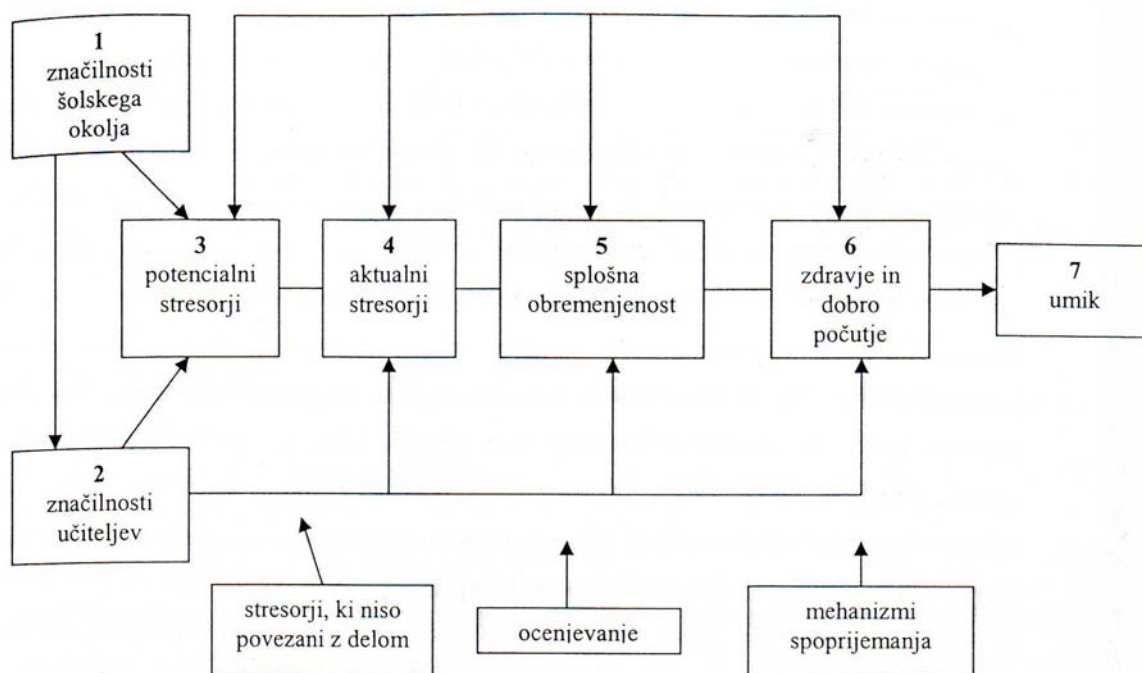 1
značilnosti
šolskega
okolja
3
potencialni
stresorji
4
aktualni
stresorji
5
splošna
obremenjenost
6
zdravje in
dobro
počutje
7
umik
2
značilnosti
učiteljev
stresorji, ki niso
povezani z delom
ocenjevanje
mehanizmi
spoprijemanja